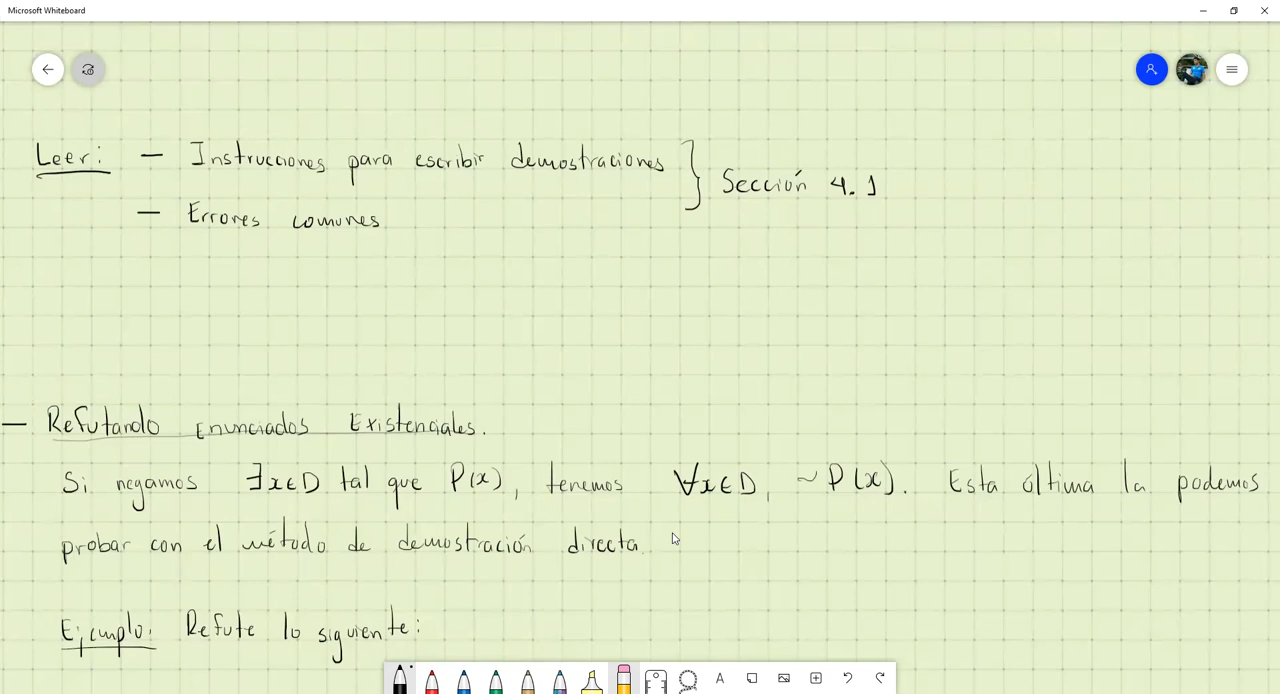 Microsoft Whiteboard
Leer: — Instrucciones para escribir demostraciones } Sección 4.1
— Errores comunes
— Refutando Enunciados Existenciales.
Si negamos ∃x∈D tal que P(x), tenemos ∀x∈D, ~P(x). Esta última la podemos
probar con el método de demostración directa.
Ejemplo: Refute lo siguiente:
A